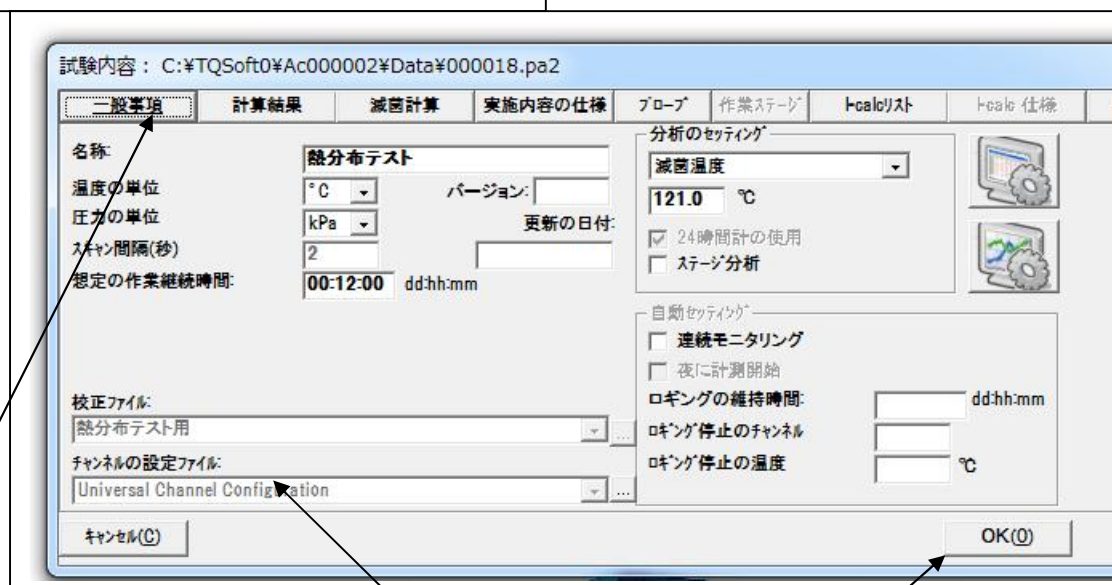 試験内容： C:¥TQSoft0¥Ac000002¥Data¥000018.pa2
一般事項 計算結果 滅菌計算 実施内容の仕様 ﾌﾟﾛｰﾌﾞ 作業ｽﾃｰｼﾞ ﾄcalcﾘｽﾄ ﾄcalc 仕様
名称:
熱分布テスト
温度の単位
°C
バージョン:
圧力の単位
kPa
更新の日付:
ｽｷｬﾝ間隔(秒)
2
想定の作業継続時間:
00:12:00 dd:hh:mm
校正ﾌｧｲﾙ:
熱分布テスト用
...
ﾁｬﾝﾈﾙの設定ﾌｧｲﾙ:
Universal Channel Configuration
...
分析のｾｯﾃｨﾝｸﾞ
滅菌温度
121.0 ℃
24時間計の使用
ｽﾃｰｼﾞ分析
自動ｾｯﾃｨﾝｸﾞ
連続モニタリング
夜に計測開始
ロギングの維持時間:
dd:hh:mm
ﾛｷﾞﾝｸﾞ停止のﾁｬﾝﾈﾙ
ﾛｷﾞﾝｸﾞ停止の温度
℃
ｷｬﾝｾﾙ(C)
OK(O)